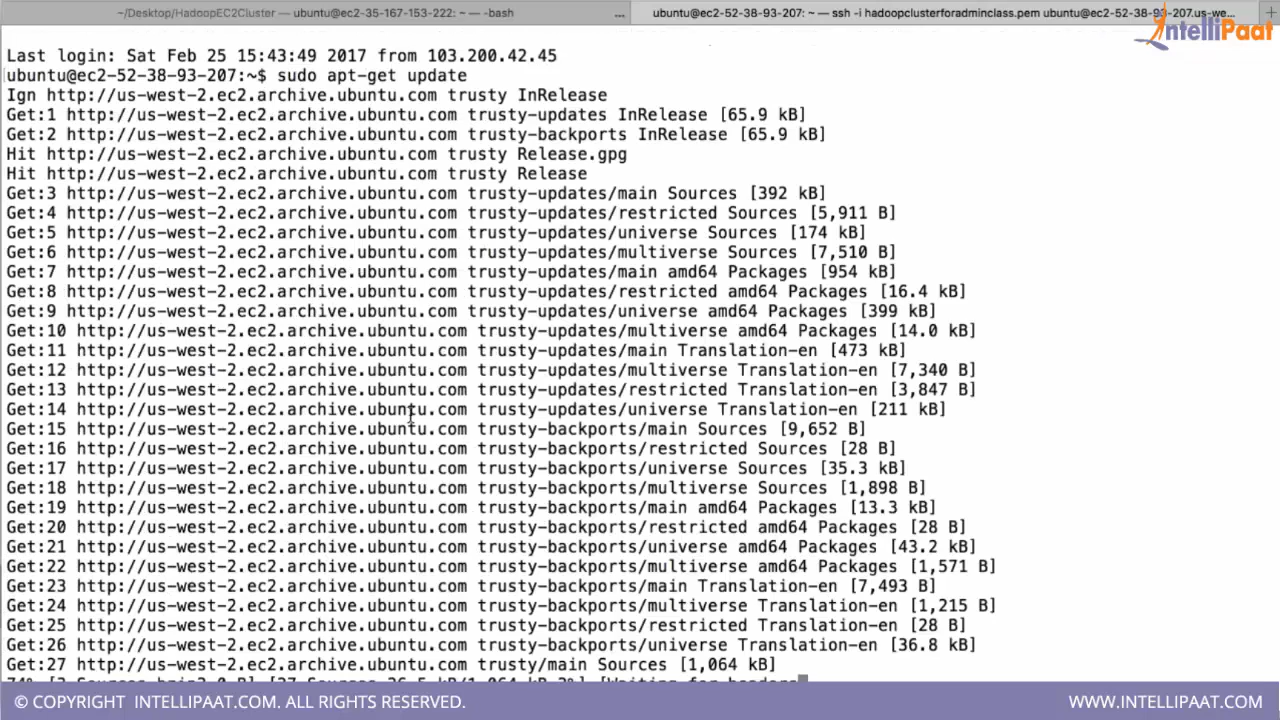 ~/Desktop/HadoopEC2Cluster — ubuntu@ec2-35-167-153-222: ~ — -bash ... ubuntu@ec2-52-38-93-207: ~ — ssh -i hadoopclusterforadminclass.pem ubuntu@ec2-52-38-93-207.us-we... +
IntelliPaat
Last login: Sat Feb 25 15:43:49 2017 from 103.200.42.45
ubuntu@ec2-52-38-93-207:~$ sudo apt-get update
Ign http://us-west-2.ec2.archive.ubuntu.com trusty InRelease
Get:1 http://us-west-2.ec2.archive.ubuntu.com trusty-updates InRelease [65.9 kB]
Get:2 http://us-west-2.ec2.archive.ubuntu.com trusty-backports InRelease [65.9 kB]
Hit http://us-west-2.ec2.archive.ubuntu.com trusty Release.gpg
Hit http://us-west-2.ec2.archive.ubuntu.com trusty Release
Get:3 http://us-west-2.ec2.archive.ubuntu.com trusty-updates/main Sources [392 kB]
Get:4 http://us-west-2.ec2.archive.ubuntu.com trusty-updates/restricted Sources [5,911 B]
Get:5 http://us-west-2.ec2.archive.ubuntu.com trusty-updates/universe Sources [174 kB]
Get:6 http://us-west-2.ec2.archive.ubuntu.com trusty-updates/multiverse Sources [7,510 B]
Get:7 http://us-west-2.ec2.archive.ubuntu.com trusty-updates/main amd64 Packages [954 kB]
Get:8 http://us-west-2.ec2.archive.ubuntu.com trusty-updates/restricted amd64 Packages [16.4 kB]
Get:9 http://us-west-2.ec2.archive.ubuntu.com trusty-updates/universe amd64 Packages [399 kB]
Get:10 http://us-west-2.ec2.archive.ubuntu.com trusty-updates/multiverse amd64 Packages [14.0 kB]
Get:11 http://us-west-2.ec2.archive.ubuntu.com trusty-updates/main Translation-en [473 kB]
Get:12 http://us-west-2.ec2.archive.ubuntu.com trusty-updates/multiverse Translation-en [7,340 B]
Get:13 http://us-west-2.ec2.archive.ubuntu.com trusty-updates/restricted Translation-en [3,847 B]
Get:14 http://us-west-2.ec2.archive.ubuntu.com trusty-updates/universe Translation-en [211 kB]
Get:15 http://us-west-2.ec2.archive.ubuntu.com trusty-backports/main Sources [9,652 B]
Get:16 http://us-west-2.ec2.archive.ubuntu.com trusty-backports/restricted Sources [28 B]
Get:17 http://us-west-2.ec2.archive.ubuntu.com trusty-backports/universe Sources [35.3 kB]
Get:18 http://us-west-2.ec2.archive.ubuntu.com trusty-backports/multiverse Sources [1,898 B]
Get:19 http://us-west-2.ec2.archive.ubuntu.com trusty-backports/main amd64 Packages [13.3 kB]
Get:20 http://us-west-2.ec2.archive.ubuntu.com trusty-backports/restricted amd64 Packages [28 B]
Get:21 http://us-west-2.ec2.archive.ubuntu.com trusty-backports/universe amd64 Packages [43.2 kB]
Get:22 http://us-west-2.ec2.archive.ubuntu.com trusty-backports/multiverse amd64 Packages [1,571 B]
Get:23 http://us-west-2.ec2.archive.ubuntu.com trusty-backports/main Translation-en [7,493 B]
Get:24 http://us-west-2.ec2.archive.ubuntu.com trusty-backports/multiverse Translation-en [1,215 B]
Get:25 http://us-west-2.ec2.archive.ubuntu.com trusty-backports/restricted Translation-en [28 B]
Get:26 http://us-west-2.ec2.archive.ubuntu.com trusty-backports/universe Translation-en [36.8 kB]
Get:27 http://us-west-2.ec2.archive.ubuntu.com trusty/main Sources [1,064 kB]
[Waiting for headers
© COPYRIGHT INTELLIPAAT.COM. ALL RIGHTS RESERVED. WWW.INTELLIPAAT.COM